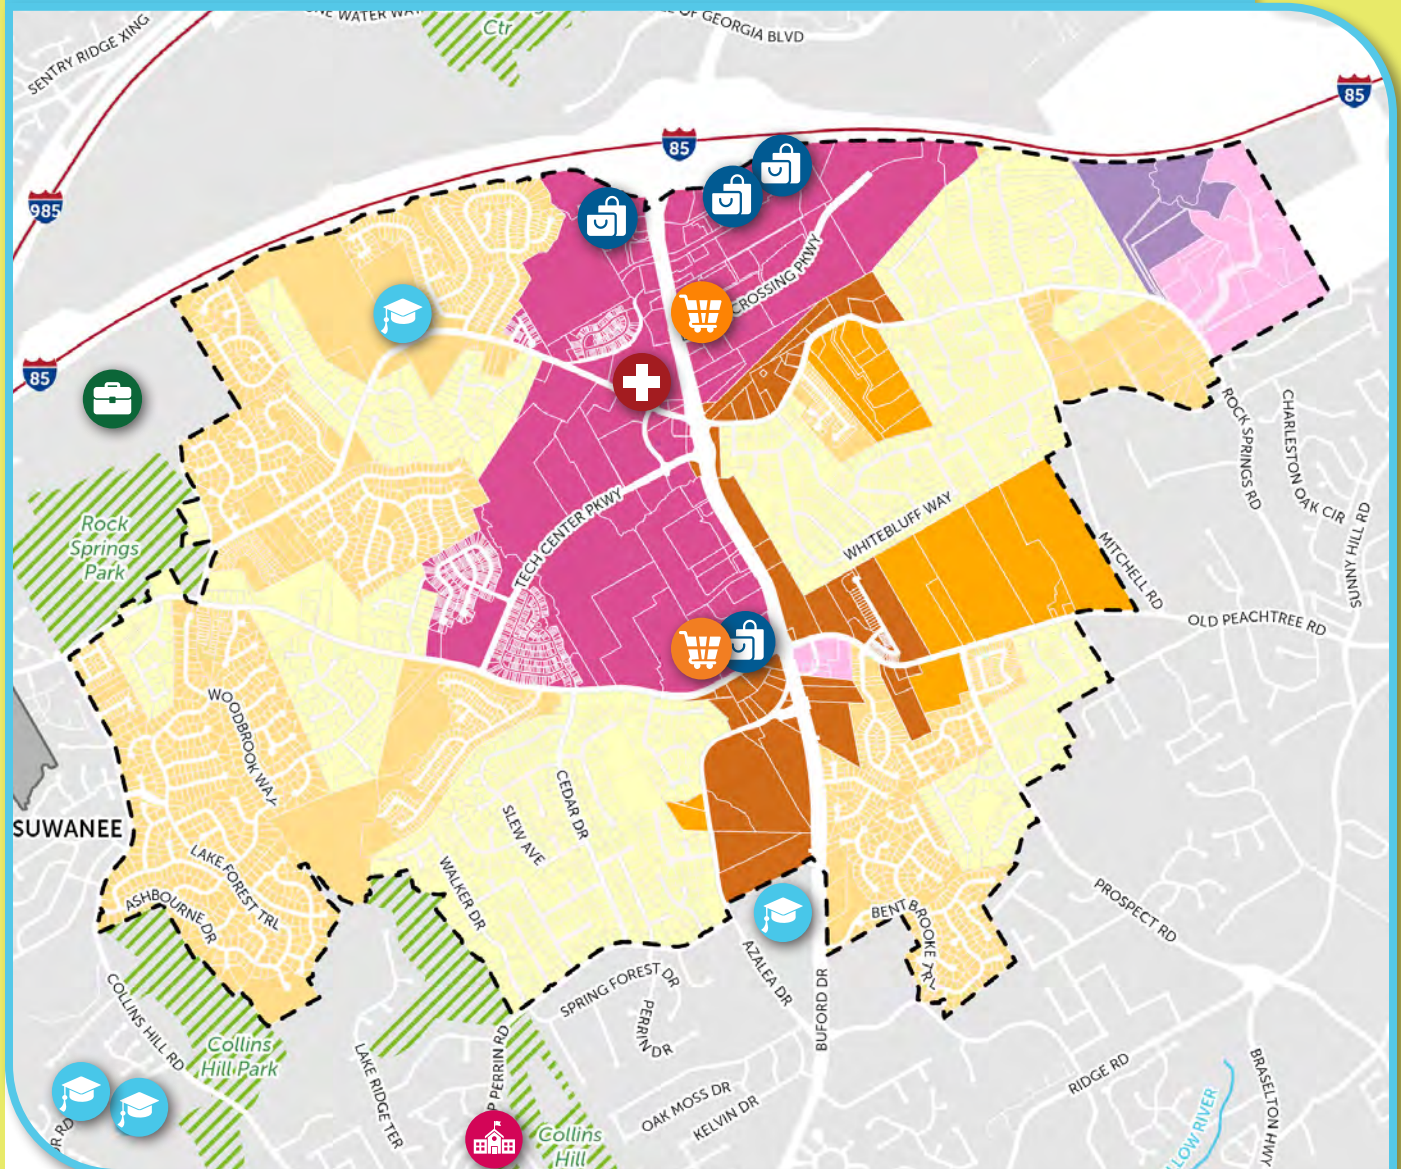 Ctr
OF GEORGIA BLVD
SENTRY RIDGE XING
85
85
985
CROSSING PKWY
85
ROCK SPRINGS RD
CHARLESTON OAK CIR
SUNNY HILL RD
Rock
Springs
Park
TECH CENTER PKWY
WHITEBLUFF WAY
MITCHELL RD
OLD PEACHTREE RD
WOODBROOK WAY
CEDAR DR
SLEW AVE
SUWANEE
LAKE FOREST TRL
WALKER DR
ASHBOURNE DR
BENT BROOKE TRL
PROSPECT RD
AZALEA DR
BUFORD DR
SPRING FOREST DR
PERRIN DR
COLLINS HILL RD
Collins
Hill Park
LAKE RIDGE TER
P PERRIN RD
OAK MOSS DR
KELVIN DR
RIDGE RD
BRASELTON HWY
Collins
Hill
LOW RIVER
R RD